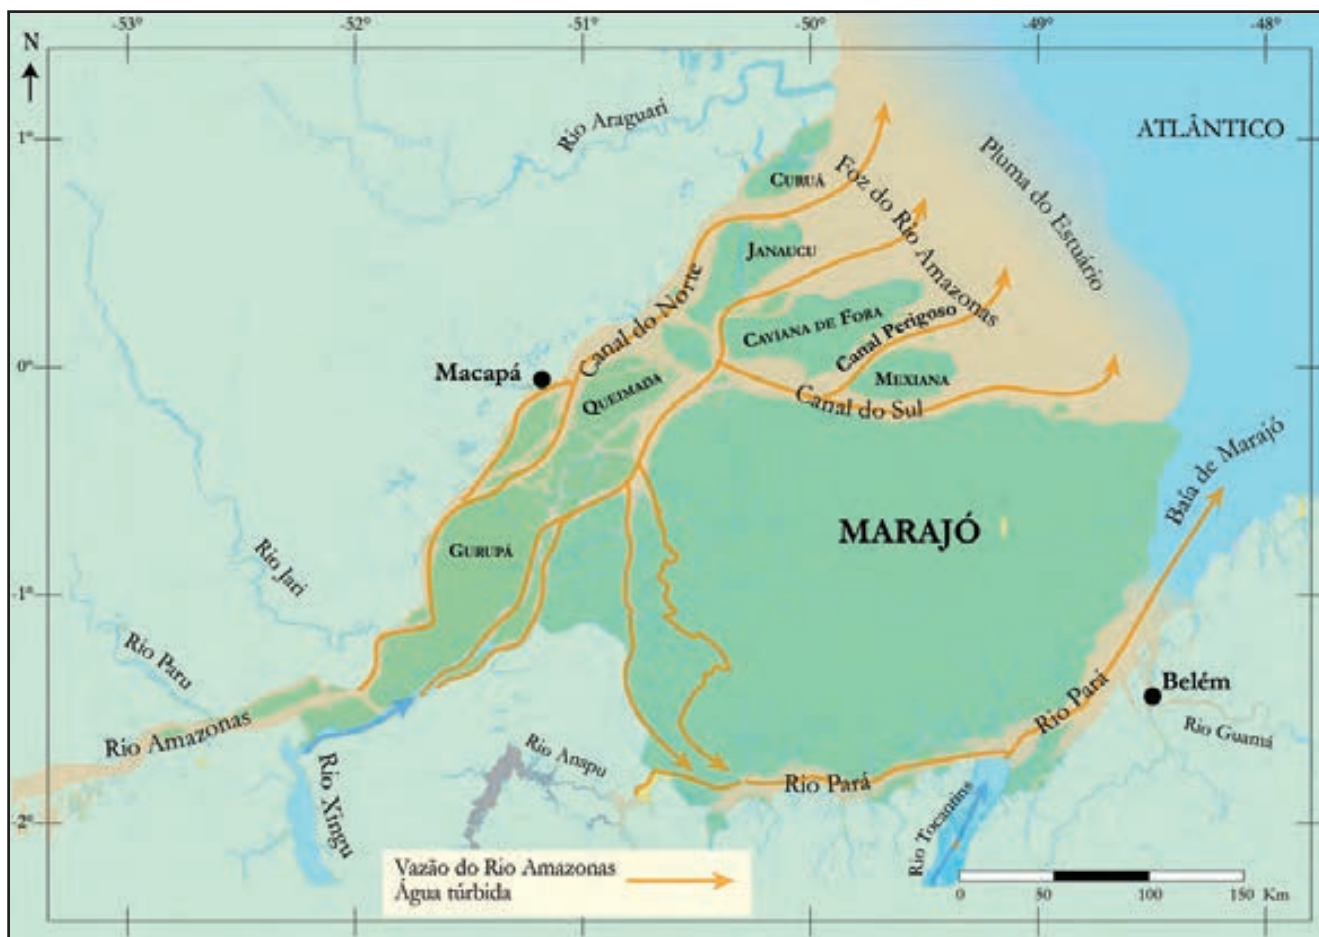 -53°
-52°
-51°
-50°
-49°
-48°
N
1°
0°
-1°
-2°
ATLÂNTICO
Rio Araguari
Curuá
Foz do Rio Amazonas
Pluma do Estuário
Janaucu
Canal do Norte
Caviana de Fora
Canal Perigoso
Macapá
Queimada
Mexiana
Canal do Sul
Baía de Marajó
MARAJÓ
Gurupá
Rio Jari
Rio Paru
Rio Amazonas
Rio Xingu
Rio Anapu
Rio Pará
Rio Pará
Belém
Rio Guamá
Rio Tocantins
Vazão do Rio Amazonas
Água túrbida
0 50 100 150 Km